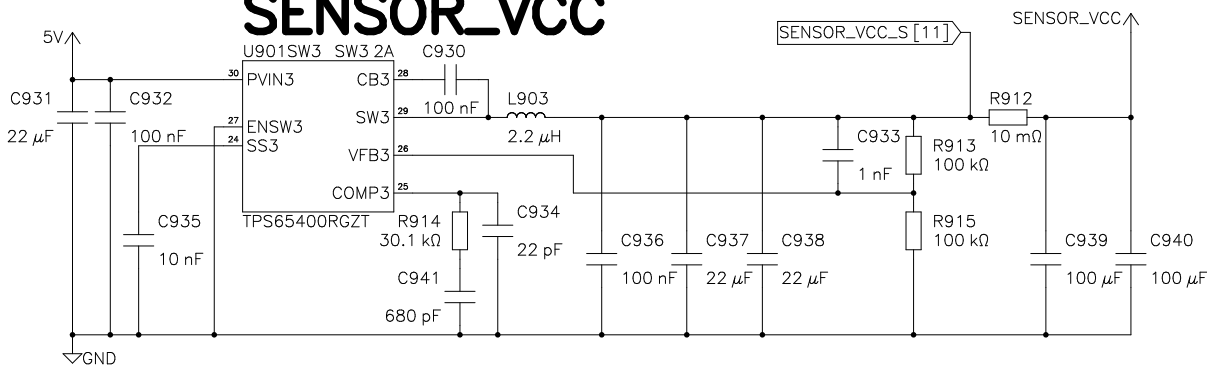 SENSOR_VCC
5V
SENSOR_VCC_S [11]
SENSOR_VCC
U901SW3 SW3 2A
C930
100 nF
30 PVIN3
CB3 28
C931
22 μF
C932
100 nF
27 ENSW3
24 SS3
SW3 29
L903
2.2 μH
R912
10 mΩ
VFB3 26
C933
1 nF
R913
100 kΩ
COMP3 25
TPS65400RGZT
C935
10 nF
R914
30.1 kΩ
C934
22 pF
R915
100 kΩ
C936
100 nF
C937
22 μF
C938
22 μF
C939
100 μF
C940
100 μF
C941
680 pF
GND